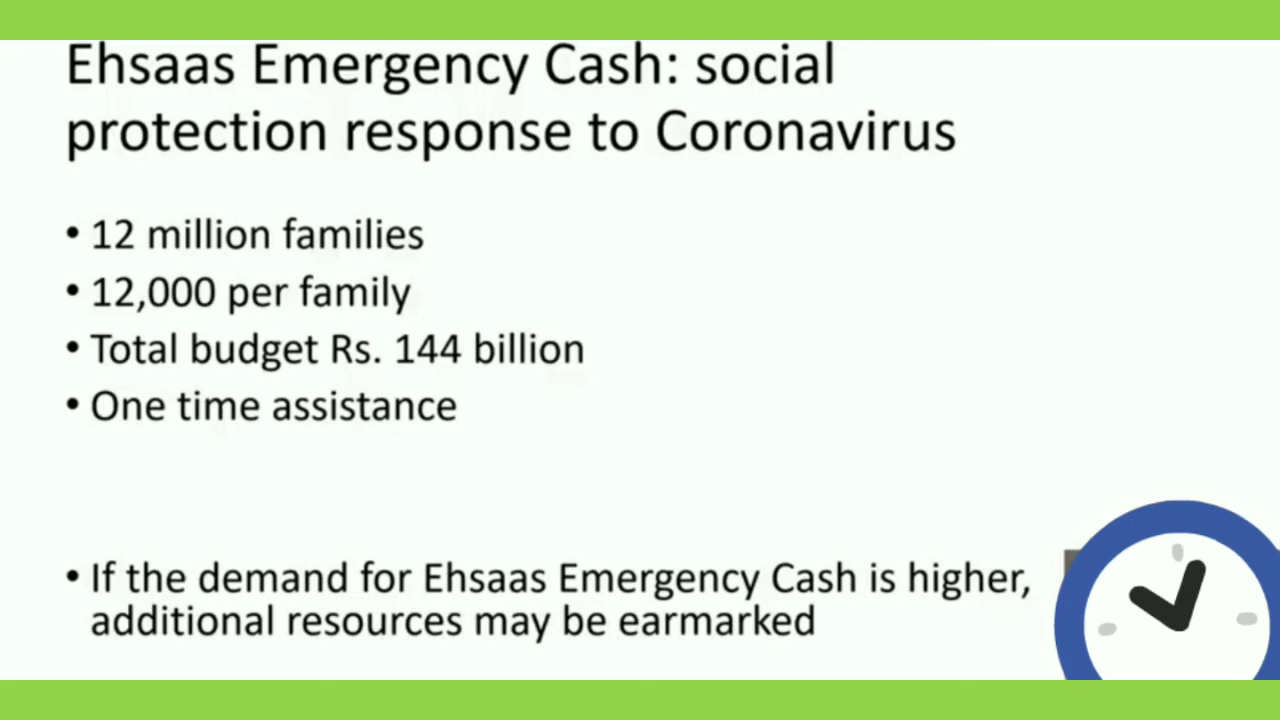 Ehsaas Emergency Cash: social
protection response to Coronavirus
• 12 million families
• 12,000 per family
• Total budget Rs. 144 billion
• One time assistance
• If the demand for Ehsaas Emergency Cash is higher,
additional resources may be earmarked